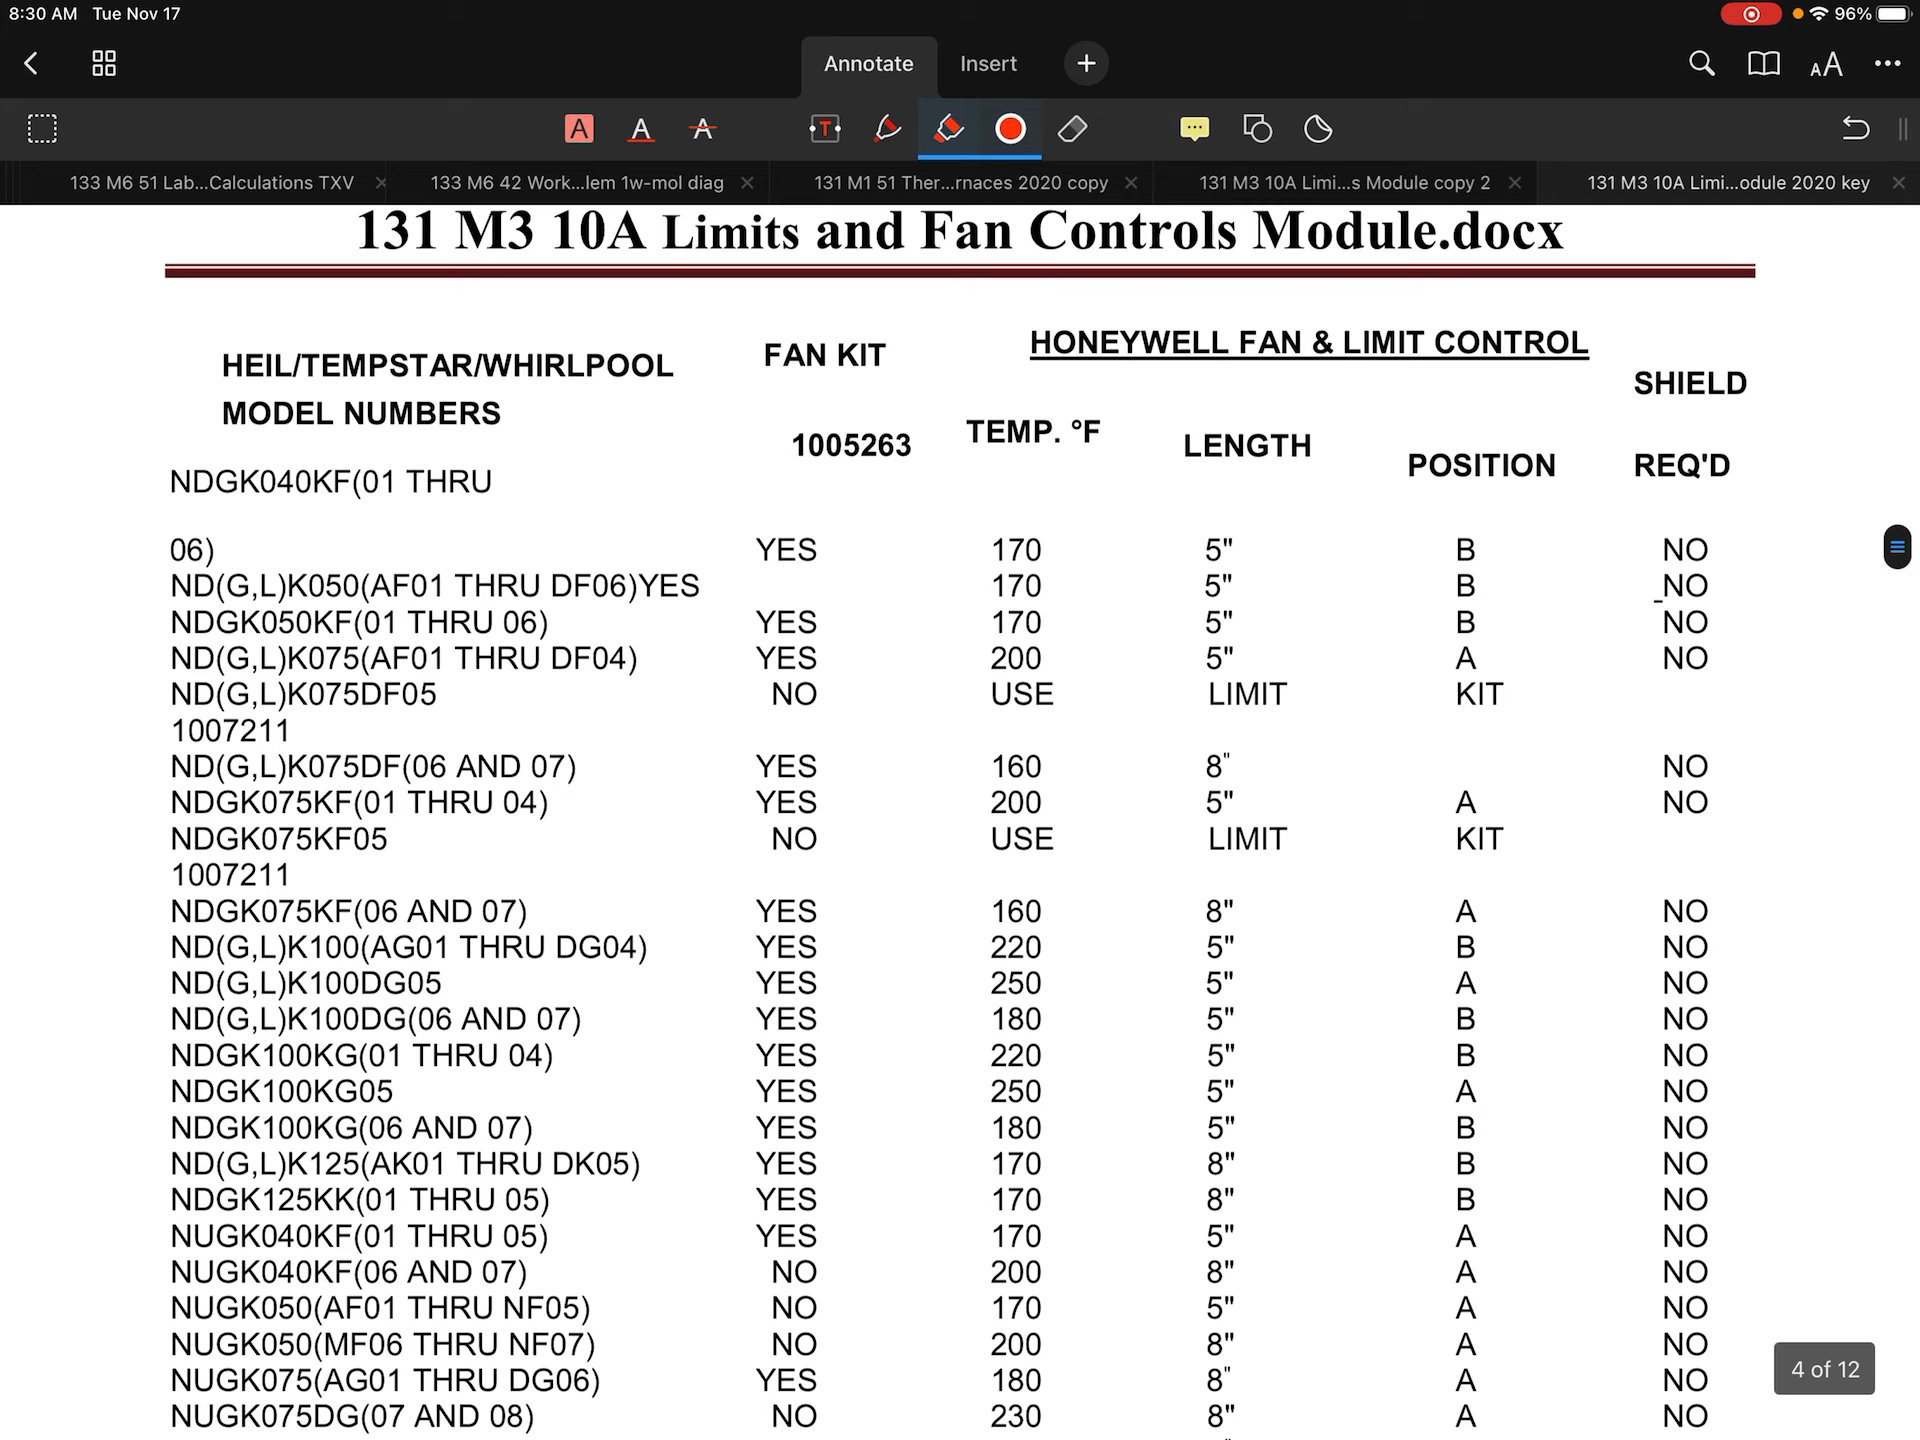 8:30 AM Tue Nov 17 96%
Annotate Insert
133 M6 51 Lab...Calculations TXV 133 M6 42 Work...lem 1w-mol diag 131 M1 51 Ther...rnaces 2020 copy 131 M3 10A Limi...s Module copy 2 131 M3 10A Limi...odule 2020 key
131 M3 10A Limits and Fan Controls Module.docx
HEIL/TEMPSTAR/WHIRLPOOL FAN KIT HONEYWELL FAN & LIMIT CONTROL SHIELD
MODEL NUMBERS 1005263 TEMP. °F LENGTH POSITION REQ'D
NDGK040KF(01 THRU
06) YES 170 5" B NO
ND(G,L)K050(AF01 THRU DF06)YES 170 5" B _NO
NDGK050KF(01 THRU 06) YES 170 5" B NO
ND(G,L)K075(AF01 THRU DF04) YES 200 5" A NO
ND(G,L)K075DF05 NO USE LIMIT KIT
1007211
ND(G,L)K075DF(06 AND 07) YES 160 8" NO
NDGK075KF(01 THRU 04) YES 200 5" A NO
NDGK075KF05 NO USE LIMIT KIT
1007211
NDGK075KF(06 AND 07) YES 160 8" A NO
ND(G,L)K100(AG01 THRU DG04) YES 220 5" B NO
ND(G,L)K100DG05 YES 250 5" A NO
ND(G,L)K100DG(06 AND 07) YES 180 5" B NO
NDGK100KG(01 THRU 04) YES 220 5" B NO
NDGK100KG05 YES 250 5" A NO
NDGK100KG(06 AND 07) YES 180 5" B NO
ND(G,L)K125(AK01 THRU DK05) YES 170 8" B NO
NDGK125KK(01 THRU 05) YES 170 8" B NO
NUGK040KF(01 THRU 05) YES 170 5" A NO
NUGK040KF(06 AND 07) NO 200 8" A NO
NUGK050(AF01 THRU NF05) NO 170 5" A NO
NUGK050(MF06 THRU NF07) NO 200 8" A NO
NUGK075(AG01 THRU DG06) YES 180 8" A NO
NUGK075DG(07 AND 08) NO 230 8" A NO
4 of 12